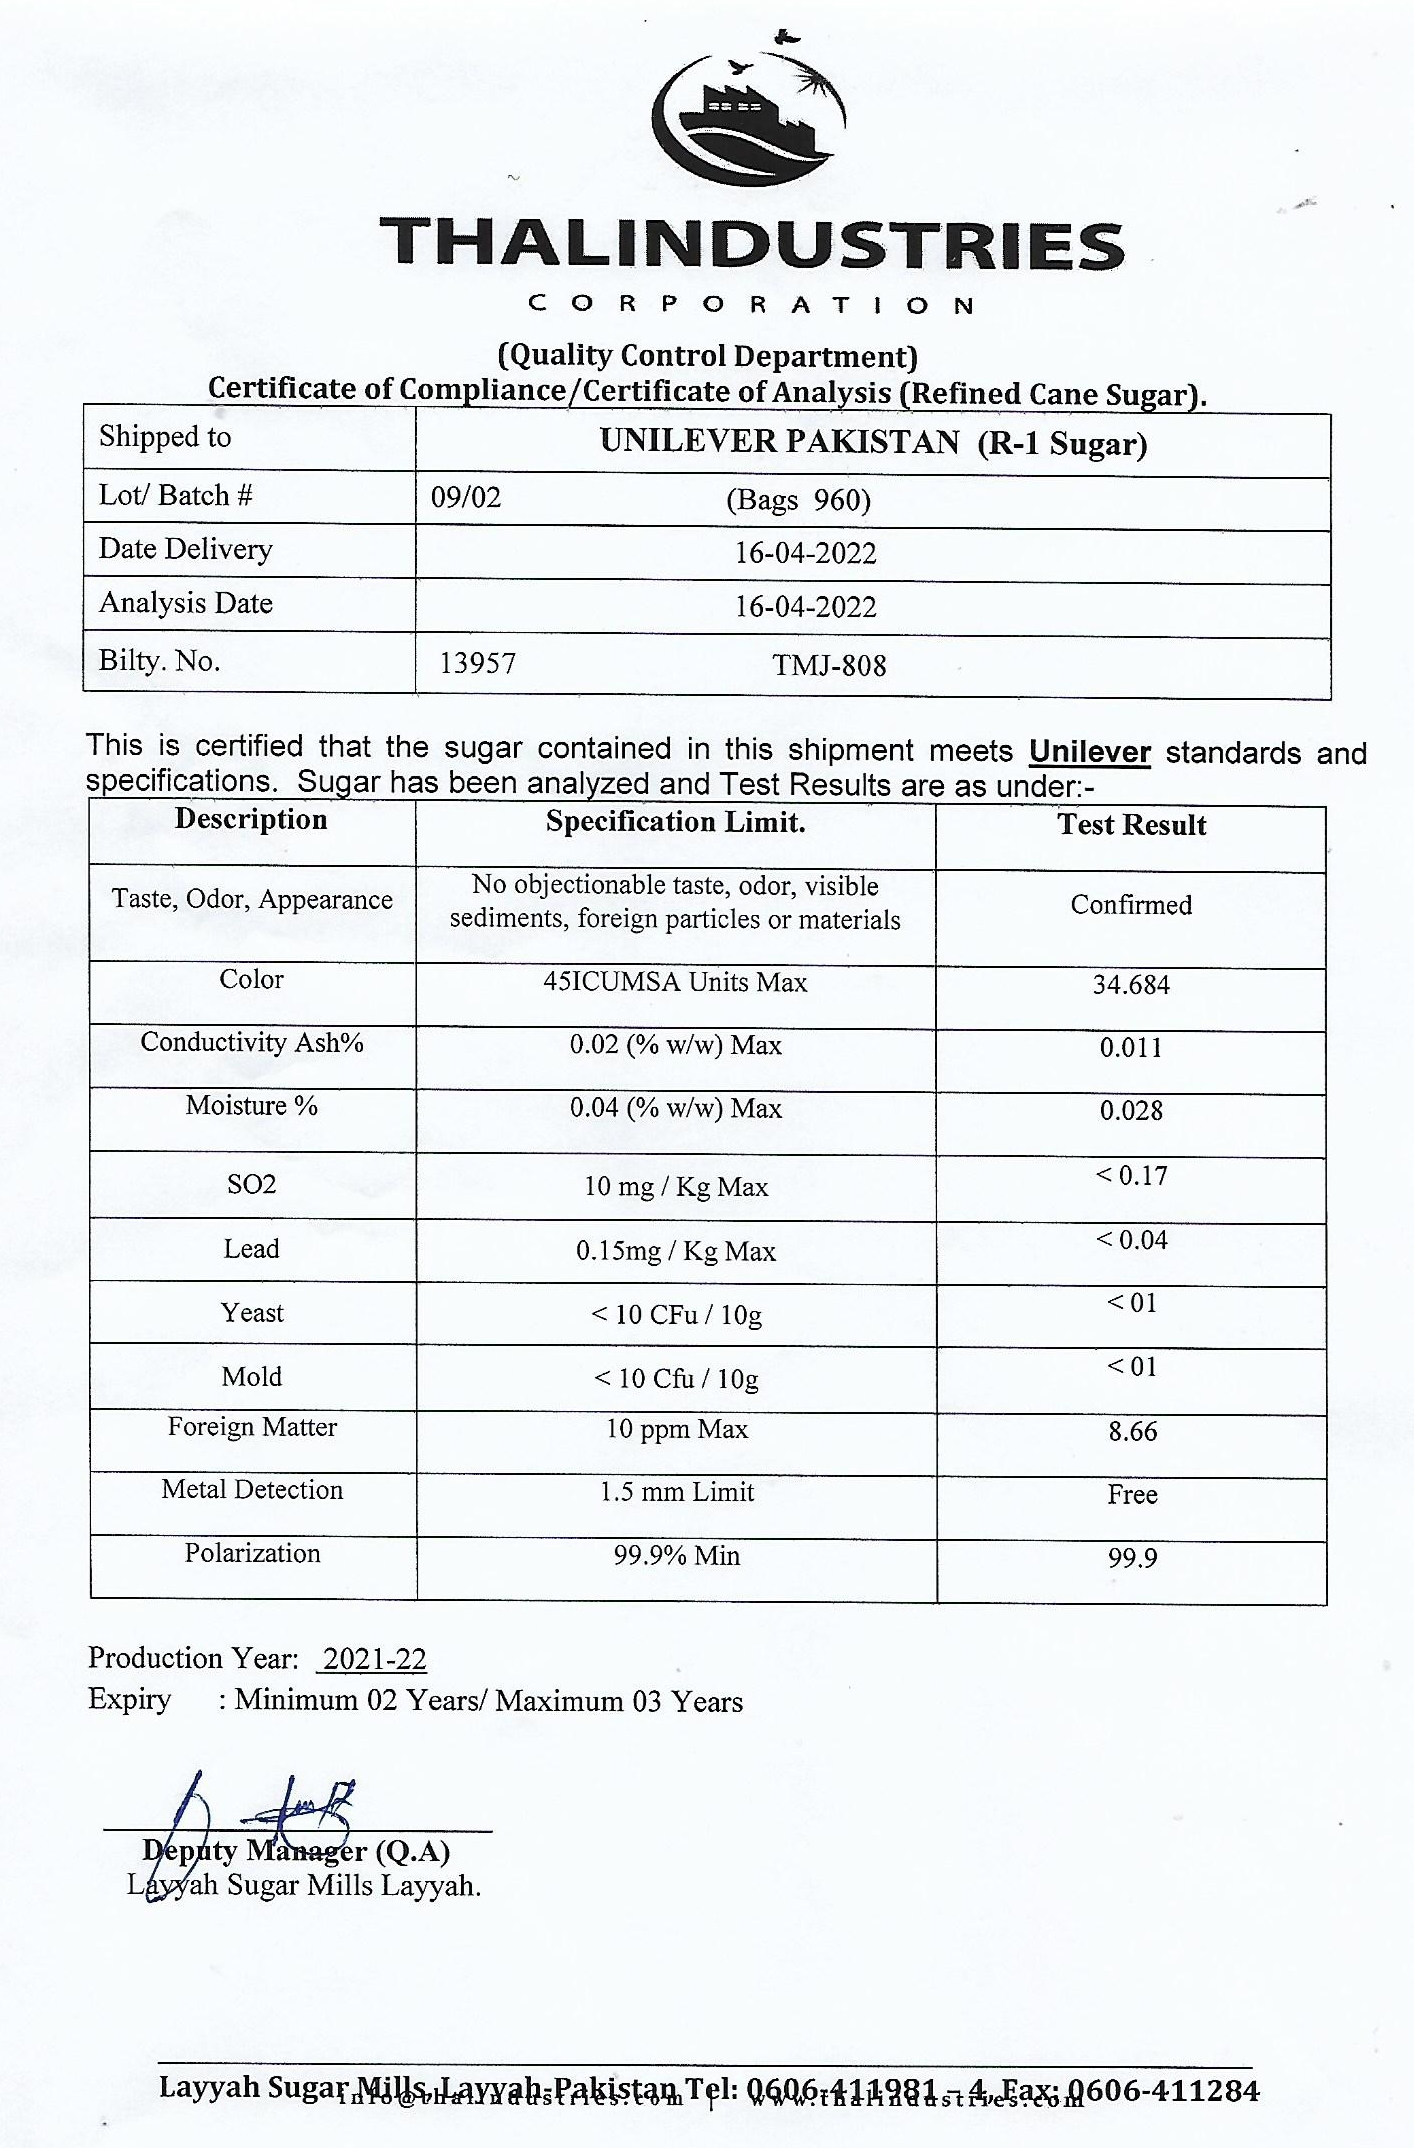 THALINDUSTRIES
CORPORATION
(Quality Control Department)
Certificate of Compliance/Certificate of Analysis (Refined Cane Sugar).
Shipped to UNILEVER PAKISTAN (R-1 Sugar)
Lot/ Batch # 09/02 (Bags 960)
Date Delivery 16-04-2022
Analysis Date 16-04-2022
Bilty. No. 13957 TMJ-808
This is certified that the sugar contained in this shipment meets Unilever standards and
specifications. Sugar has been analyzed and Test Results are as under:-
Description Specification Limit. Test Result
Taste, Odor, Appearance No objectionable taste, odor, visible
sediments, foreign particles or materials Confirmed
Color 45ICUMSA Units Max 34.684
Conductivity Ash% 0.02 (% w/w) Max 0.011
Moisture % 0.04 (% w/w) Max 0.028
SO2 10 mg / Kg Max < 0.17
Lead 0.15mg / Kg Max < 0.04
Yeast < 10 CFu / 10g < 01
Mold < 10 Cfu / 10g < 01
Foreign Matter 10 ppm Max 8.66
Metal Detection 1.5 mm Limit Free
Polarization 99.9% Min 99.9
Production Year: 2021-22
Expiry : Minimum 02 Years/ Maximum 03 Years
Deputy Manager (Q.A)
Layyah Sugar Mills Layyah.
Layyah Sugar Mills, Layyah-Pakistan Tel: 0606-411981 – 4, Fax: 0606-411284
info@thalindustries.com | www.thalindustries.com